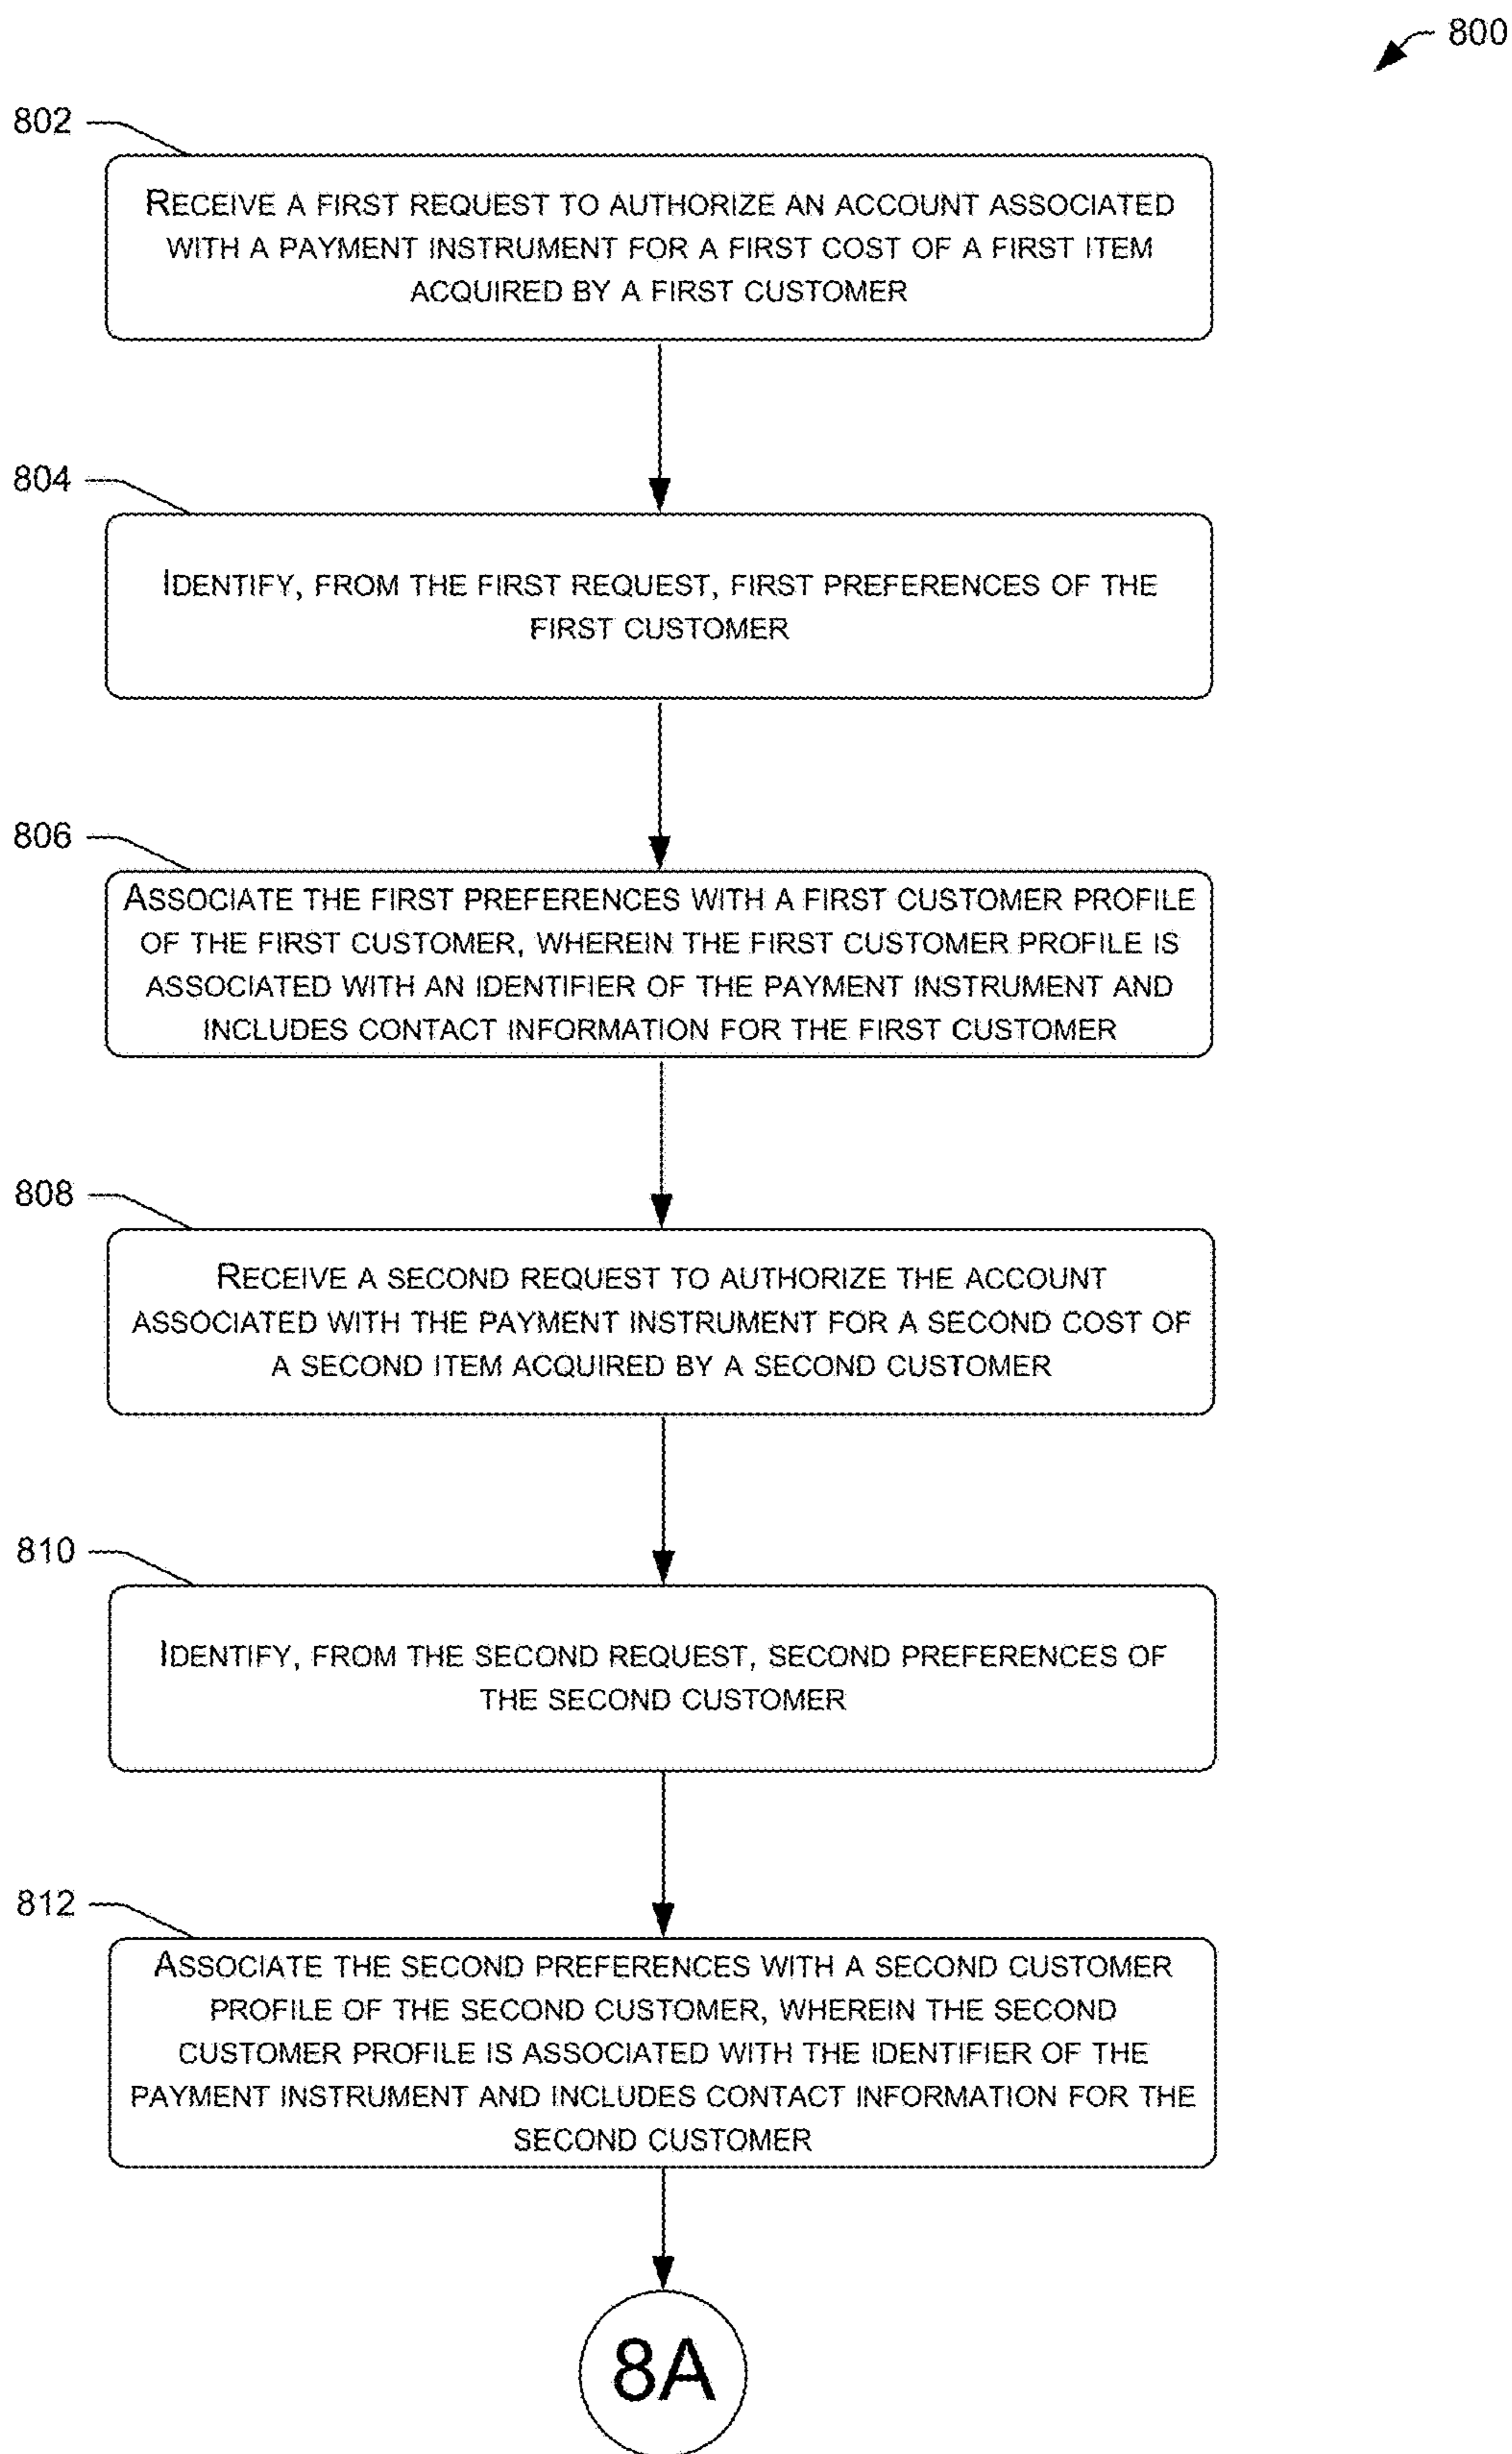 800
802
RECEIVE A FIRST REQUEST TO AUTHORIZE AN ACCOUNT ASSOCIATED
WITH A PAYMENT INSTRUMENT FOR A FIRST COST OF A FIRST ITEM
ACQUIRED BY A FIRST CUSTOMER
804
IDENTIFY, FROM THE FIRST REQUEST, FIRST PREFERENCES OF THE
FIRST CUSTOMER
806
ASSOCIATE THE FIRST PREFERENCES WITH A FIRST CUSTOMER PROFILE
OF THE FIRST CUSTOMER, WHEREIN THE FIRST CUSTOMER PROFILE IS
ASSOCIATED WITH AN IDENTIFIER OF THE PAYMENT INSTRUMENT AND
INCLUDES CONTACT INFORMATION FOR THE FIRST CUSTOMER
808
RECEIVE A SECOND REQUEST TO AUTHORIZE THE ACCOUNT
ASSOCIATED WITH THE PAYMENT INSTRUMENT FOR A SECOND COST OF
A SECOND ITEM ACQUIRED BY A SECOND CUSTOMER
810
IDENTIFY, FROM THE SECOND REQUEST, SECOND PREFERENCES OF
THE SECOND CUSTOMER
812
ASSOCIATE THE SECOND PREFERENCES WITH A SECOND CUSTOMER
PROFILE OF THE SECOND CUSTOMER, WHEREIN THE SECOND
CUSTOMER PROFILE IS ASSOCIATED WITH THE IDENTIFIER OF THE
PAYMENT INSTRUMENT AND INCLUDES CONTACT INFORMATION FOR THE
SECOND CUSTOMER
8A